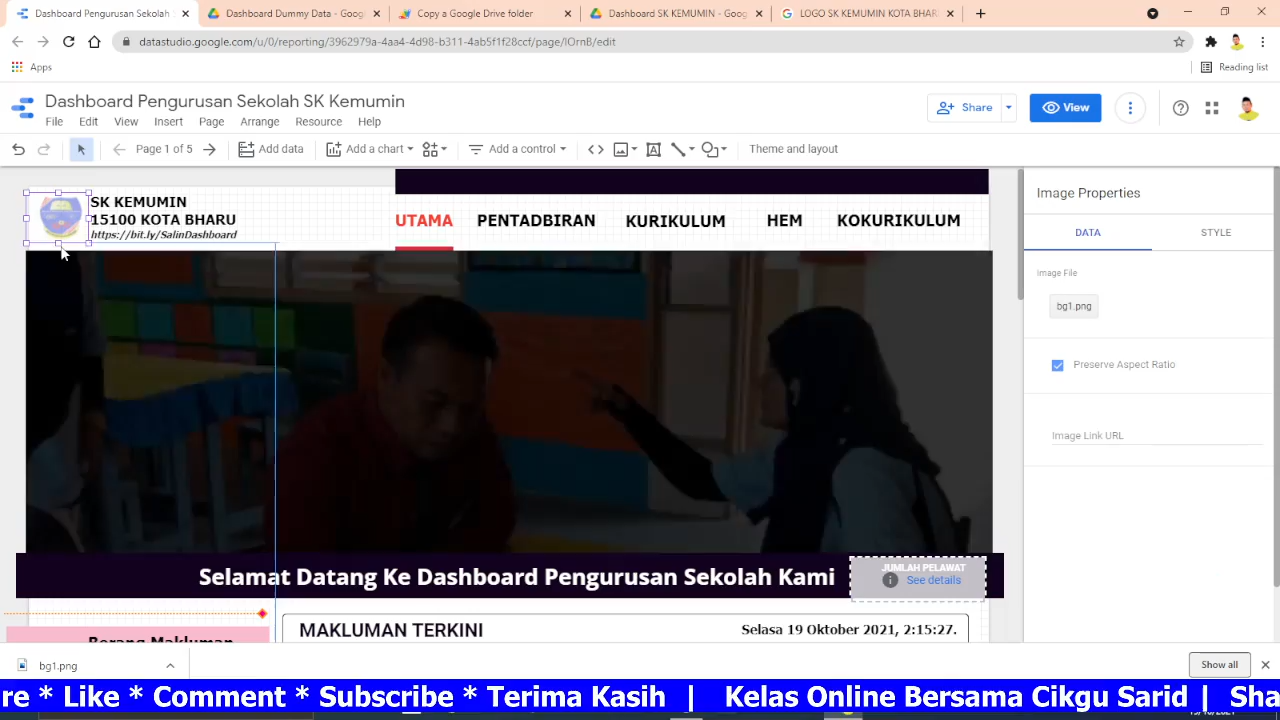 Dashboard Pengurusan Sekolah S
Dashboard Dummy Data - Goog
Copy a Google Drive folder
Dashboard SK KEMUMIN - Goog
LOGO SK KEMUMIN KOTA BHAR
datastudio.google.com/u/0/reporting/3962979a-4aa4-4d98-b311-4ab5f1f28ccf/page/IOrnB/edit
Apps
Reading list
Dashboard Pengurusan Sekolah SK Kemumin
File Edit View Insert Page Arrange Resource Help
Share
View
Page 1 of 5
Add data
Add a chart
Add a control
Theme and layout
SK KEMUMIN
15100 KOTA BHARU
https://bit.ly/SalinDashboard
UTAMA PENTADBIRAN KURIKULUM HEM KOKURIKULUM
Image Properties
DATA STYLE
Image File
bg1.png
Preserve Aspect Ratio
Image Link URL
Selamat Datang Ke Dashboard Pengurusan Sekolah Kami
JUMLAH PELAWAT
See details
MAKLUMAN TERKINI
Selasa 19 Oktober 2021, 2:15:27.
Borang Makluman
bg1.png
Show all
re * Like * Comment * Subscribe * Terima Kasih | Kelas Online Bersama Cikgu Sarid | Sha